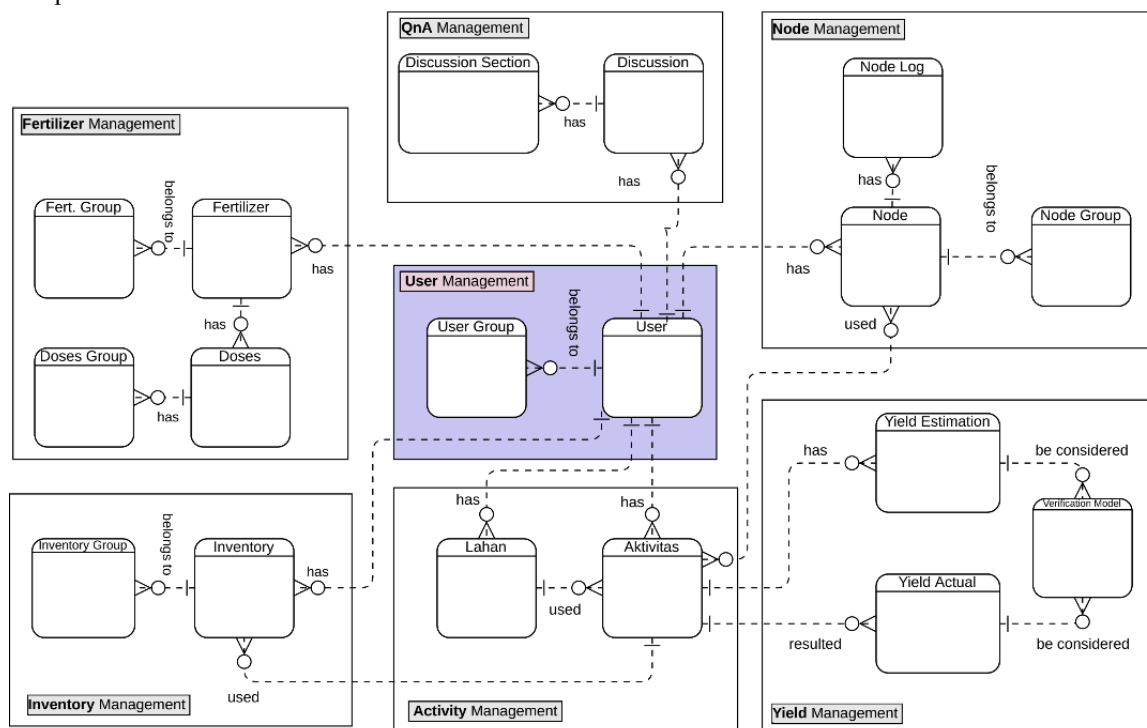 QnA Management
Discussion Section
Discussion
has
has
Node Management
Node Log
has
Node
belongs to
Node Group
has
used
Fertilizer Management
Fert. Group
belongs to
Fertilizer
has
has
Doses Group
Doses
has
User Management
User Group
belongs to
User
Yield Estimation
has
be considered
Verification Model
Yield Actual
resulted
be considered
Yield Management
Inventory Group
belongs to
Inventory
has
used
Inventory Management
has
has
Lahan
Aktivitas
used
Activity Management